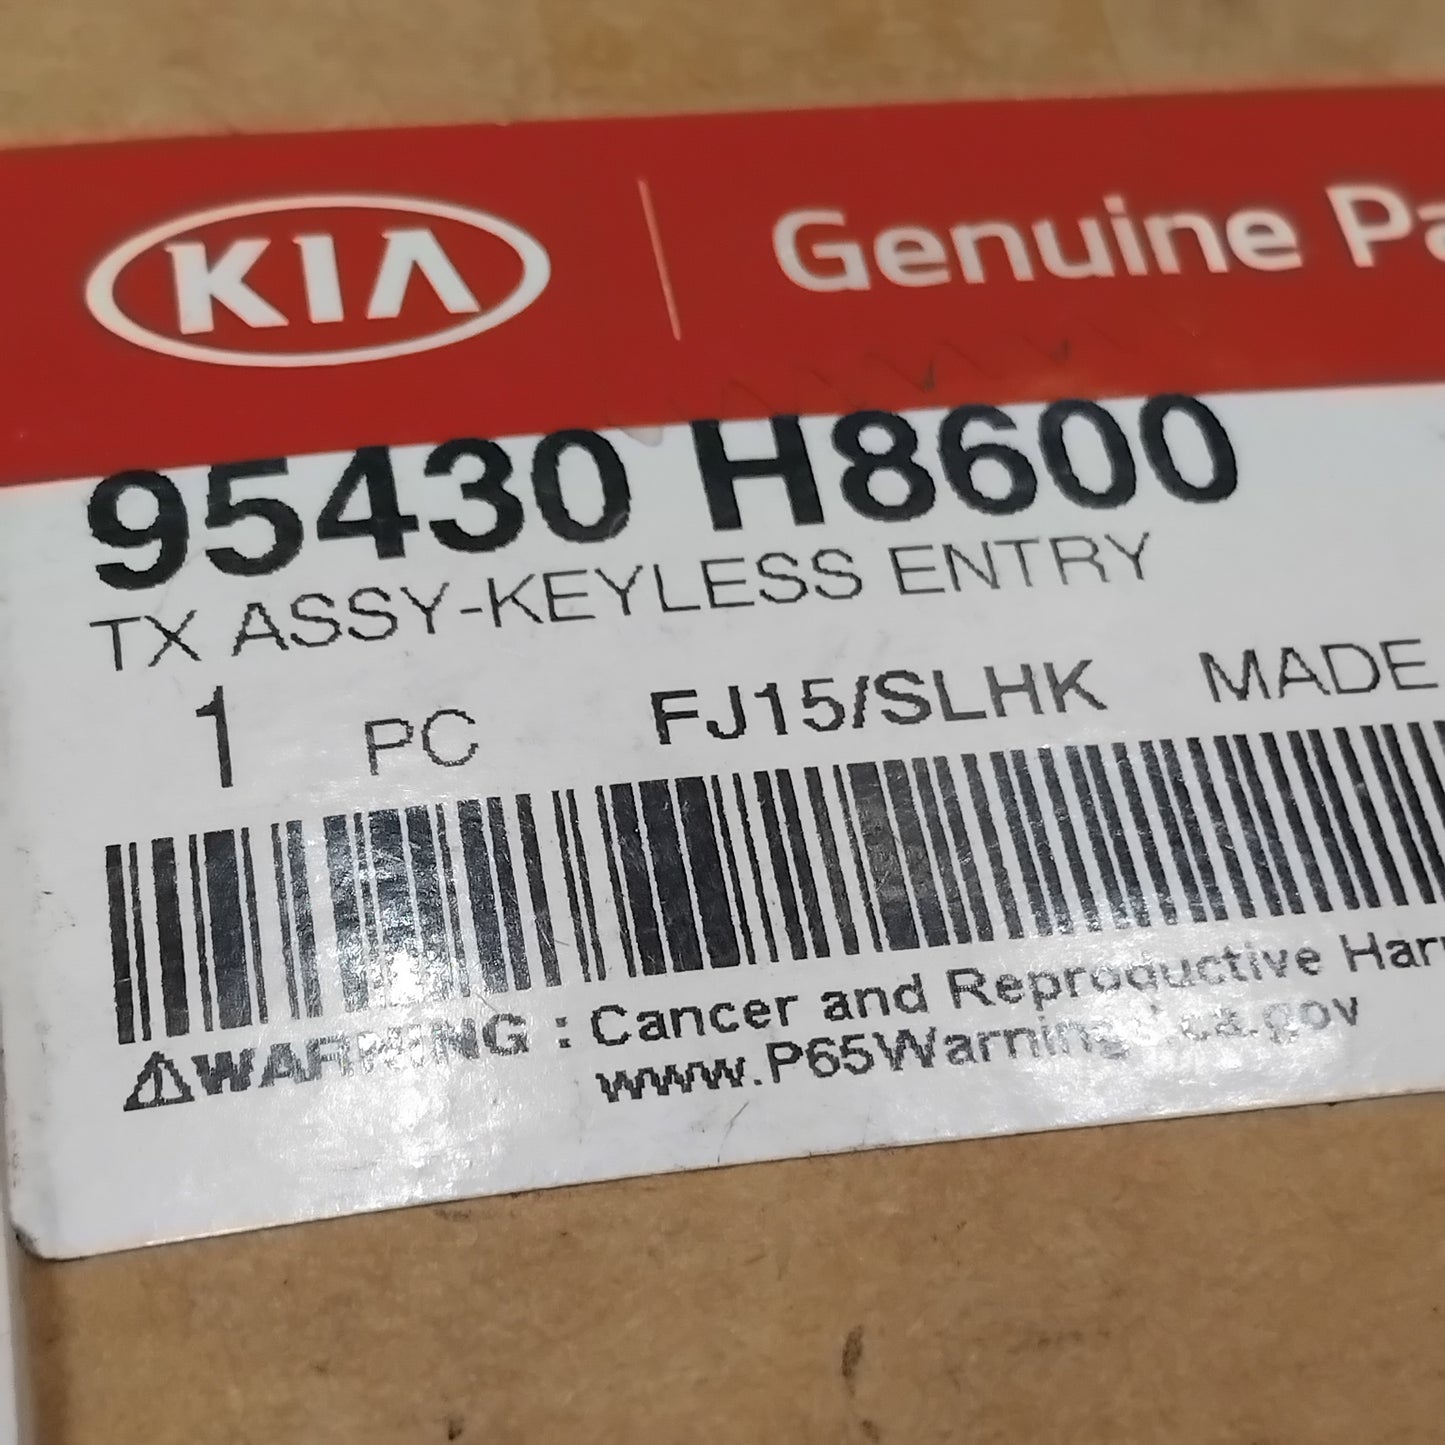 KIA Genuine Pa
95430 H8600
TX ASSY-KEYLESS ENTRY
1 PC FJ15/SLHK MADE
⚠WARNING : Cancer and Reproductive Har
www.P65Warnings.ca.gov